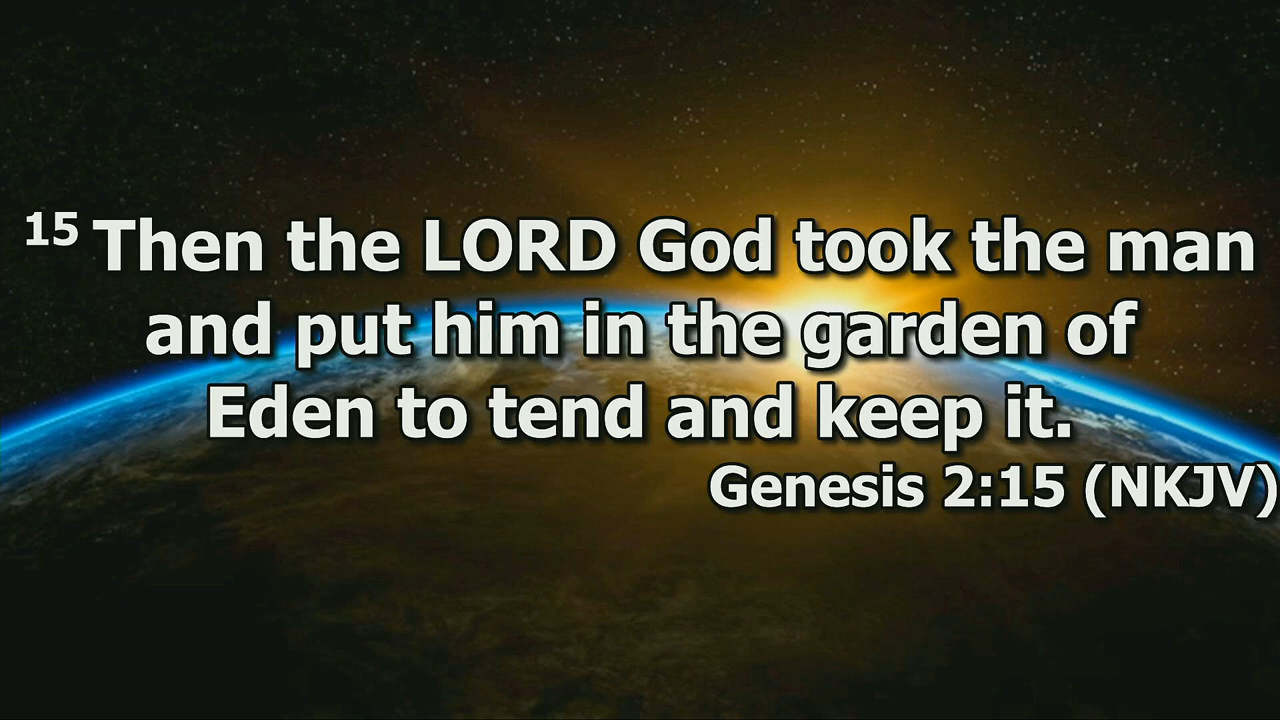 15 Then the LORD God took the man
and put him in the garden of
Eden to tend and keep it.
Genesis 2:15 (NKJV)